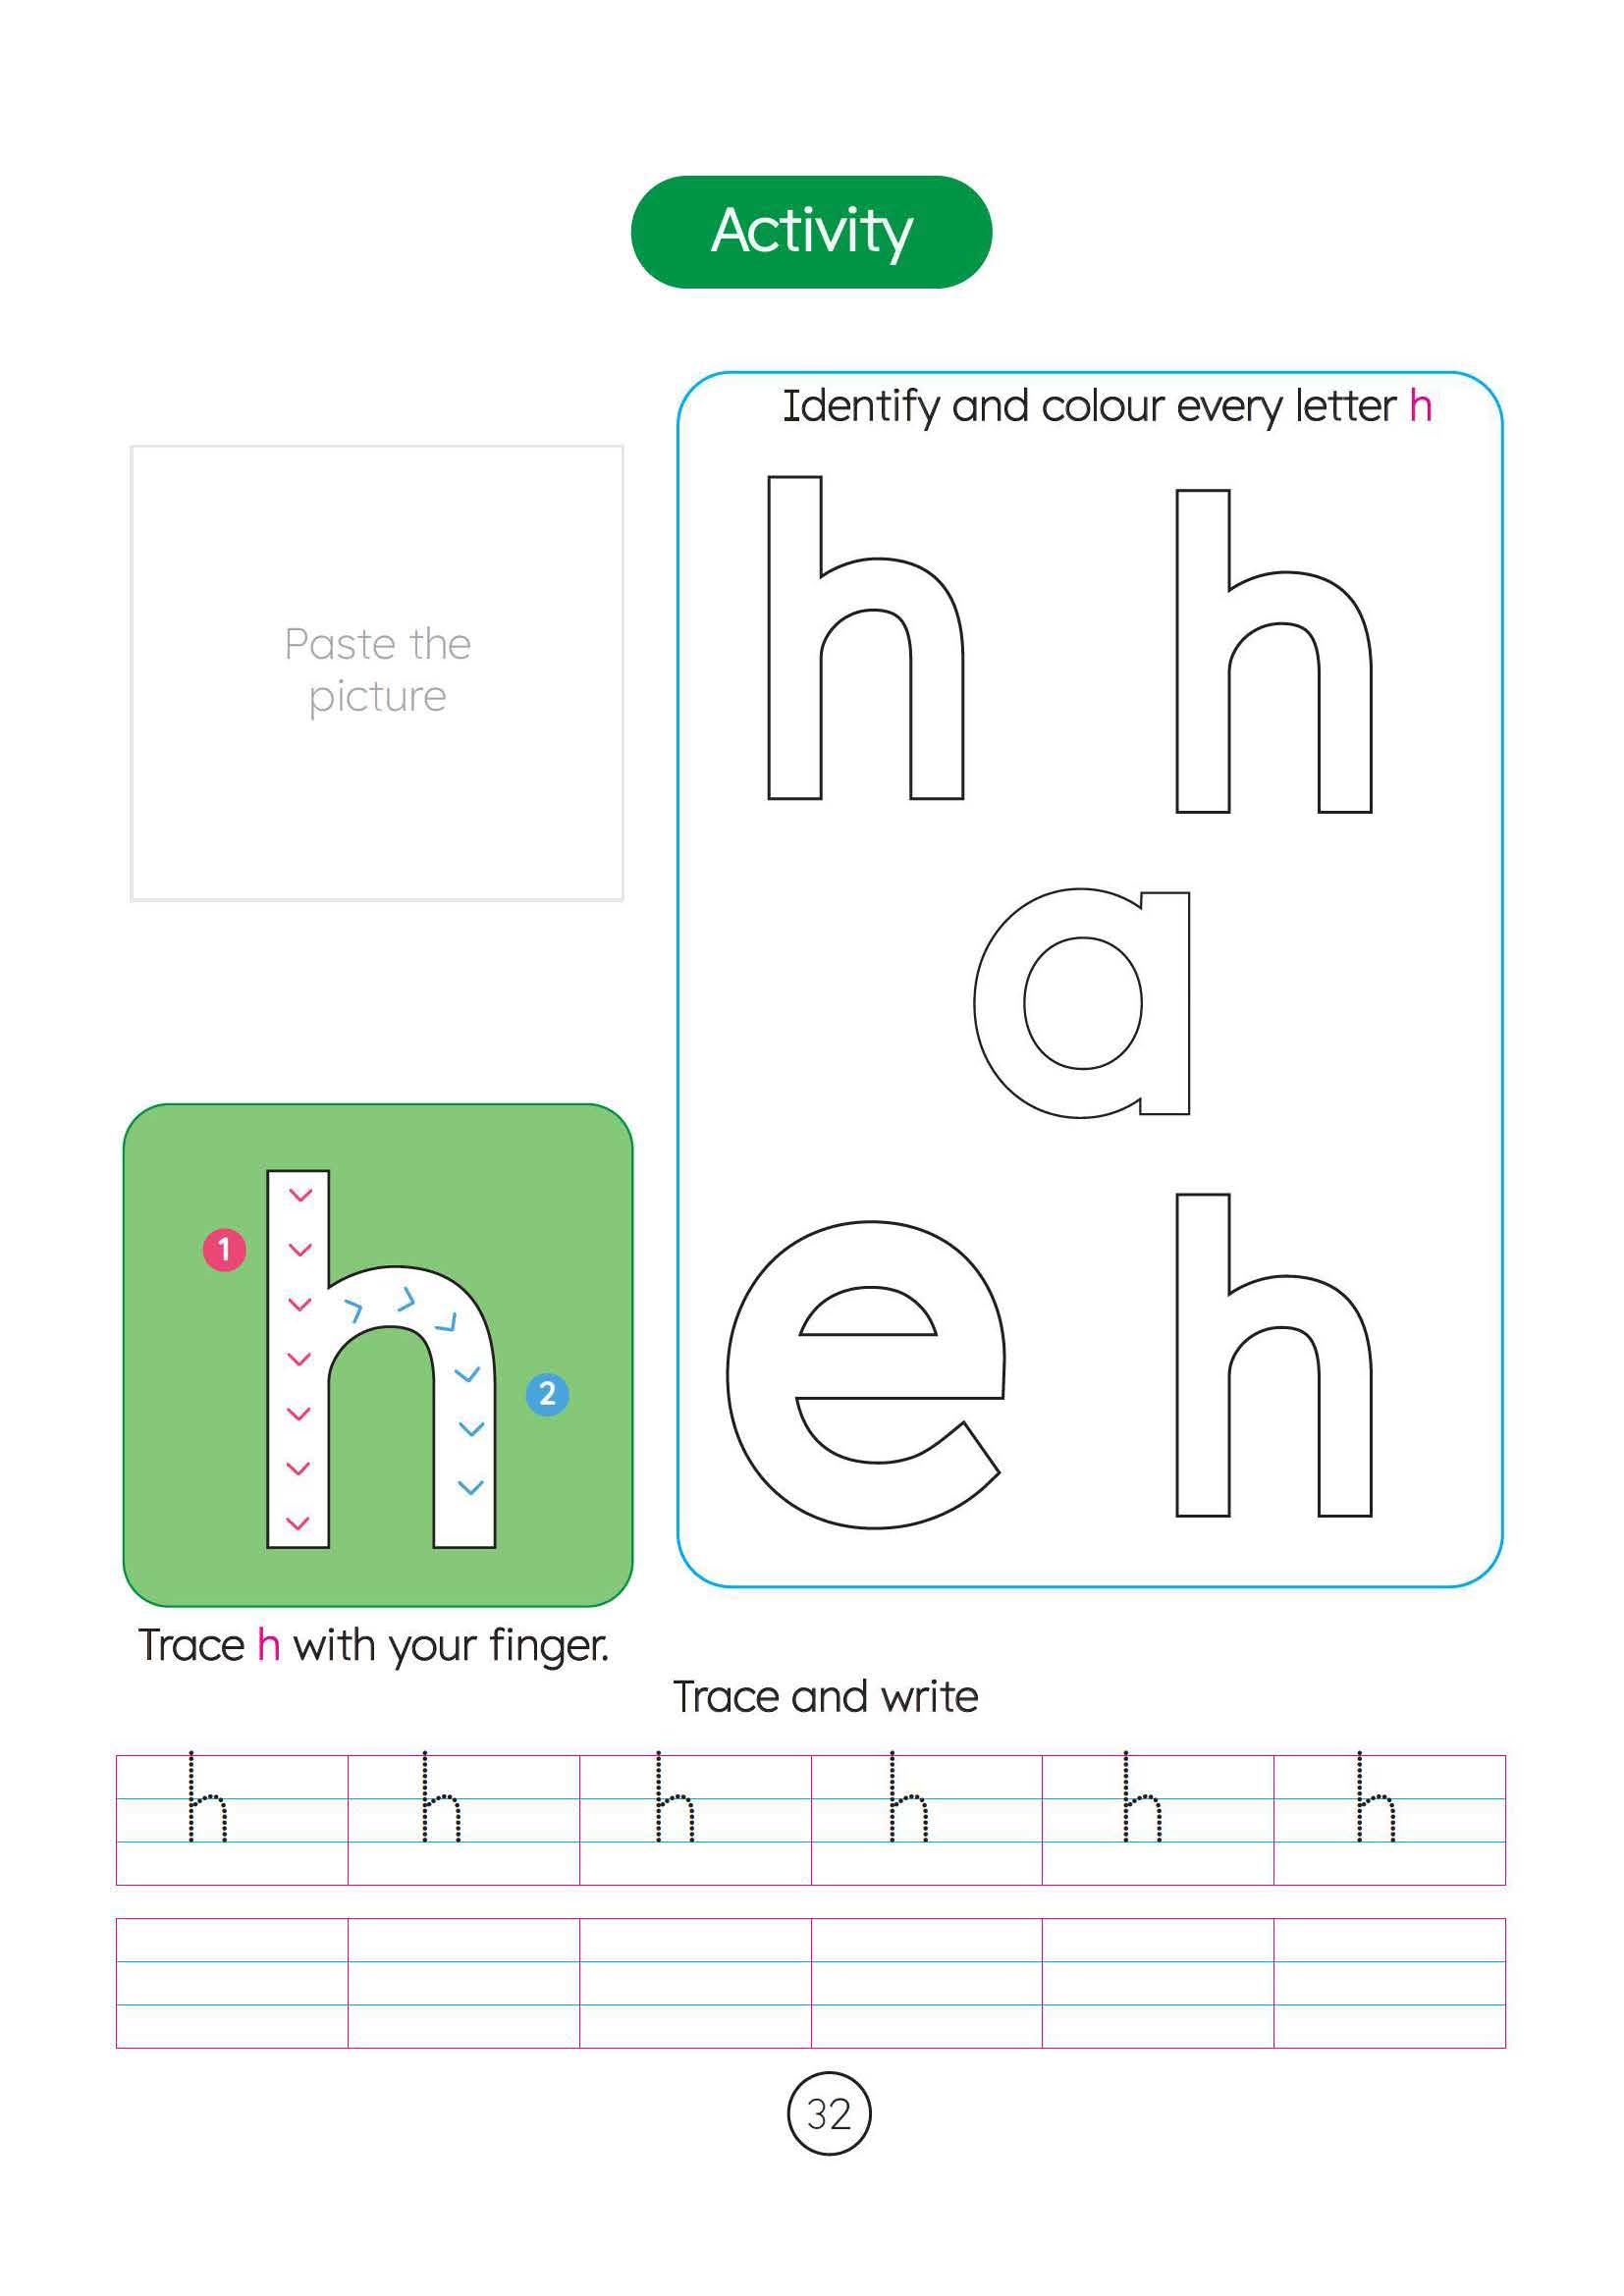 Activity
Identify and colour every letter h
h h
Paste the
picture
a
e h
h
1
2
Trace h with your finger.
Trace and write
h h h h h h
32